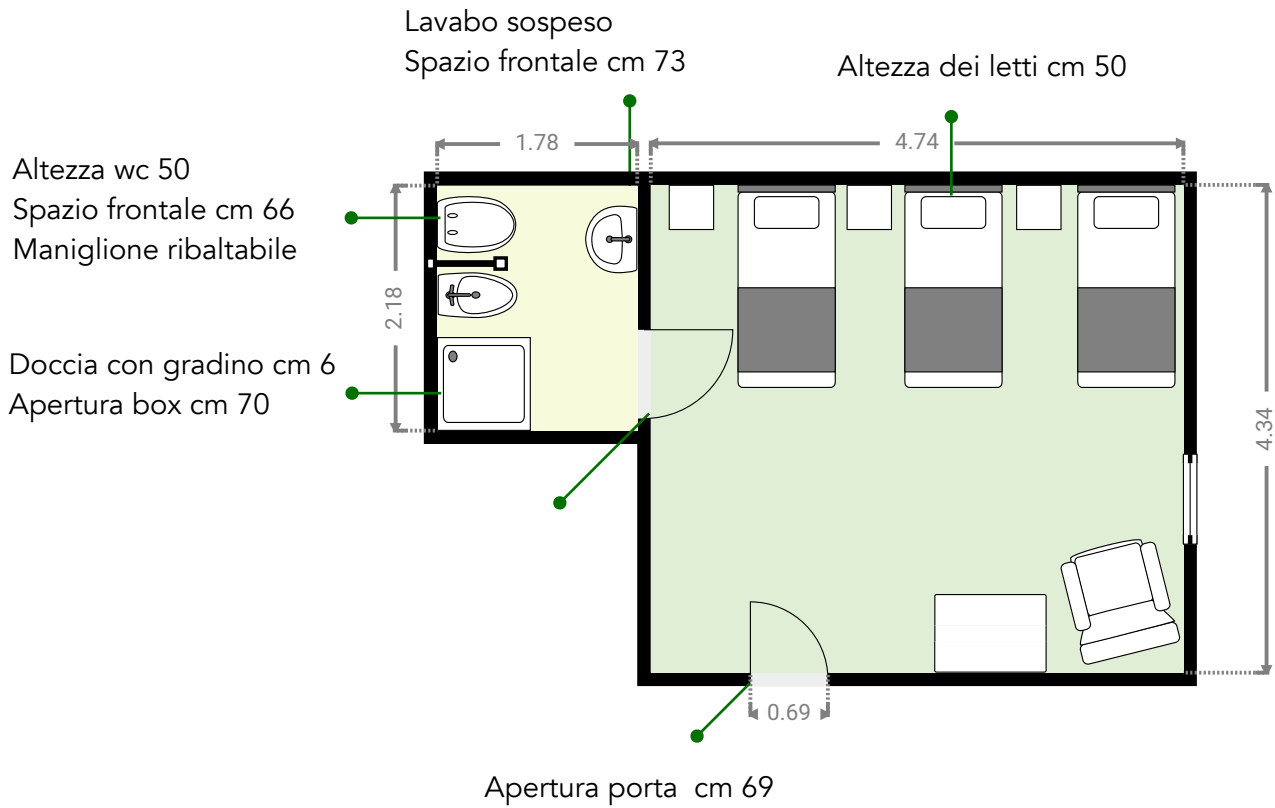 Lavabo sospeso
Spazio frontale cm 73
Altezza dei letti cm 50
1.78
4.74
Altezza wc 50
Spazio frontale cm 66
Maniglione ribaltabile
2.18
Doccia con gradino cm 6
Apertura box cm 70
4.34
0.69
Apertura porta  cm 69